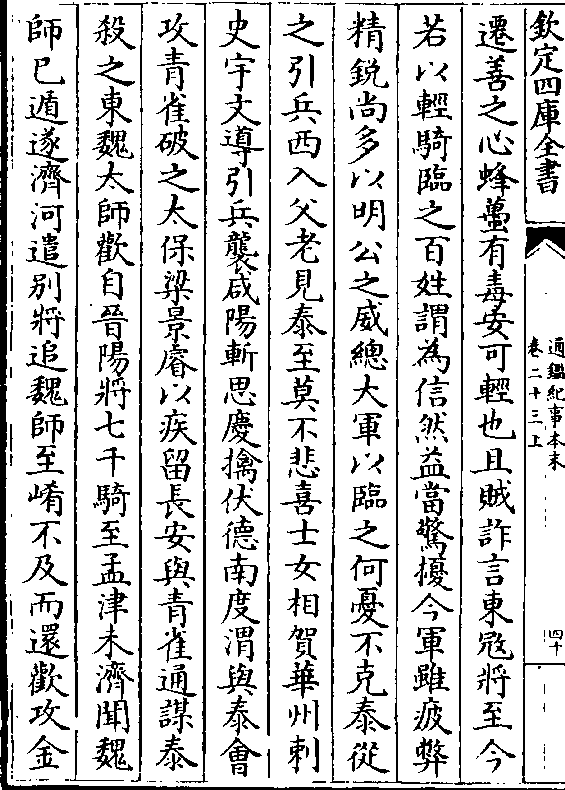 欽定四庫全書
通鑑紀事本末
卷二十三上
四十
遷善之心蜂蠆有毒安可輕也且賊詐言東宼將至今
若以輕騎臨之百姓謂為信然益當驚擾今軍雖疲弊
精鋭尚多以明公之威總大軍以臨之何憂不克泰從
之引兵西入父老見泰至莫不悲喜士女相賀華州刺
史宇文導引兵襲咸陽斬思慶擒伏德南度渭與泰㑹
攻青雀破之太保梁景睿以疾留長安與青雀通謀泰
殺之東魏太師歡自晉陽將七千騎至孟津未濟聞魏
師已遁遂濟河遣别將追魏師至崤不及而還歡攻金